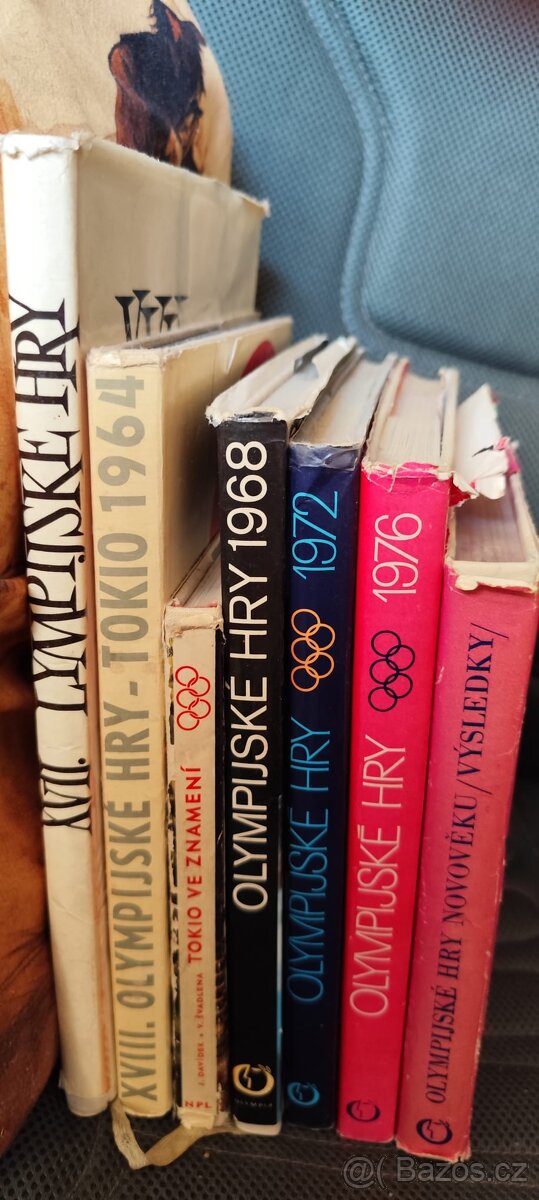 XVII. OLYMPIJSKÉ HRY
XVIII. OLYMPIJSKÉ HRY - TOKIO 1964
J. DAVÍDEK a V. ŠVADLENA TOKIO VE ZNAMENÍ
NPL
OLYMPIJSKÉ HRY 1968
OLYMPIA
OLYMPIJSKÉ HRY 1972
OLYMPIJSKÉ HRY 1976
OLYMPIJSKÉ HRY NOVOVĚKU /VÝSLEDKY/
@ Bazos.cz